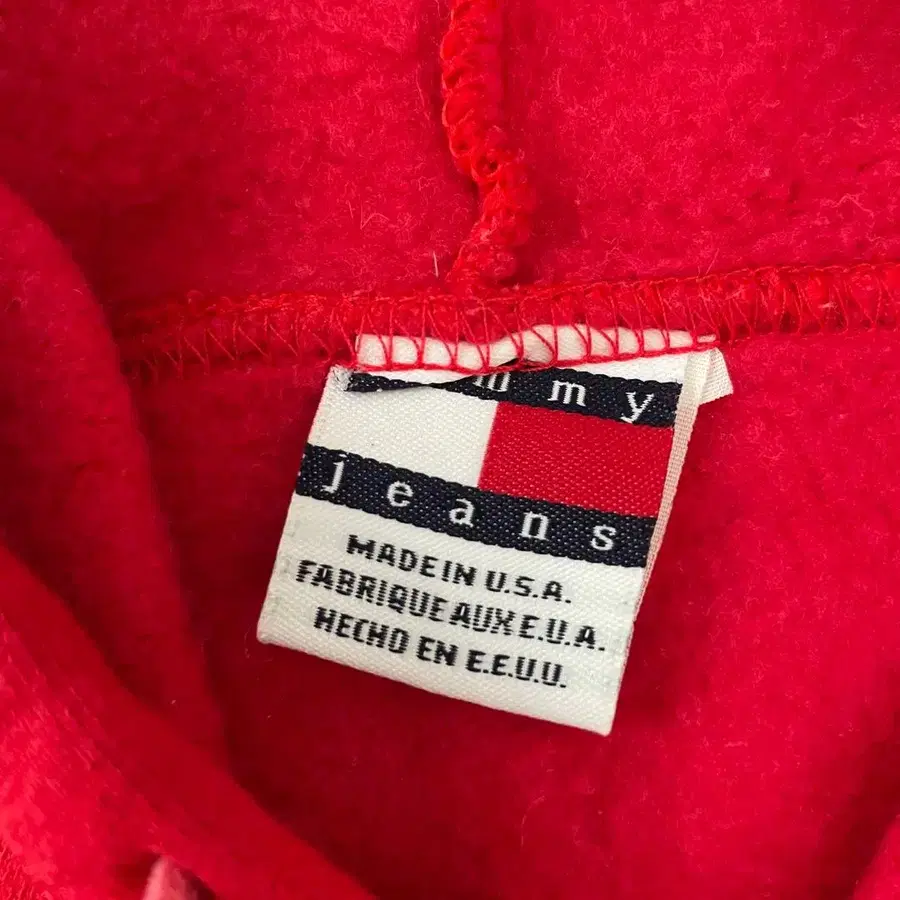 mmy
jeans
MADE IN U.S.A.
FABRIQUE AUX E.U.A.
HECHO EN E.E.U.U.